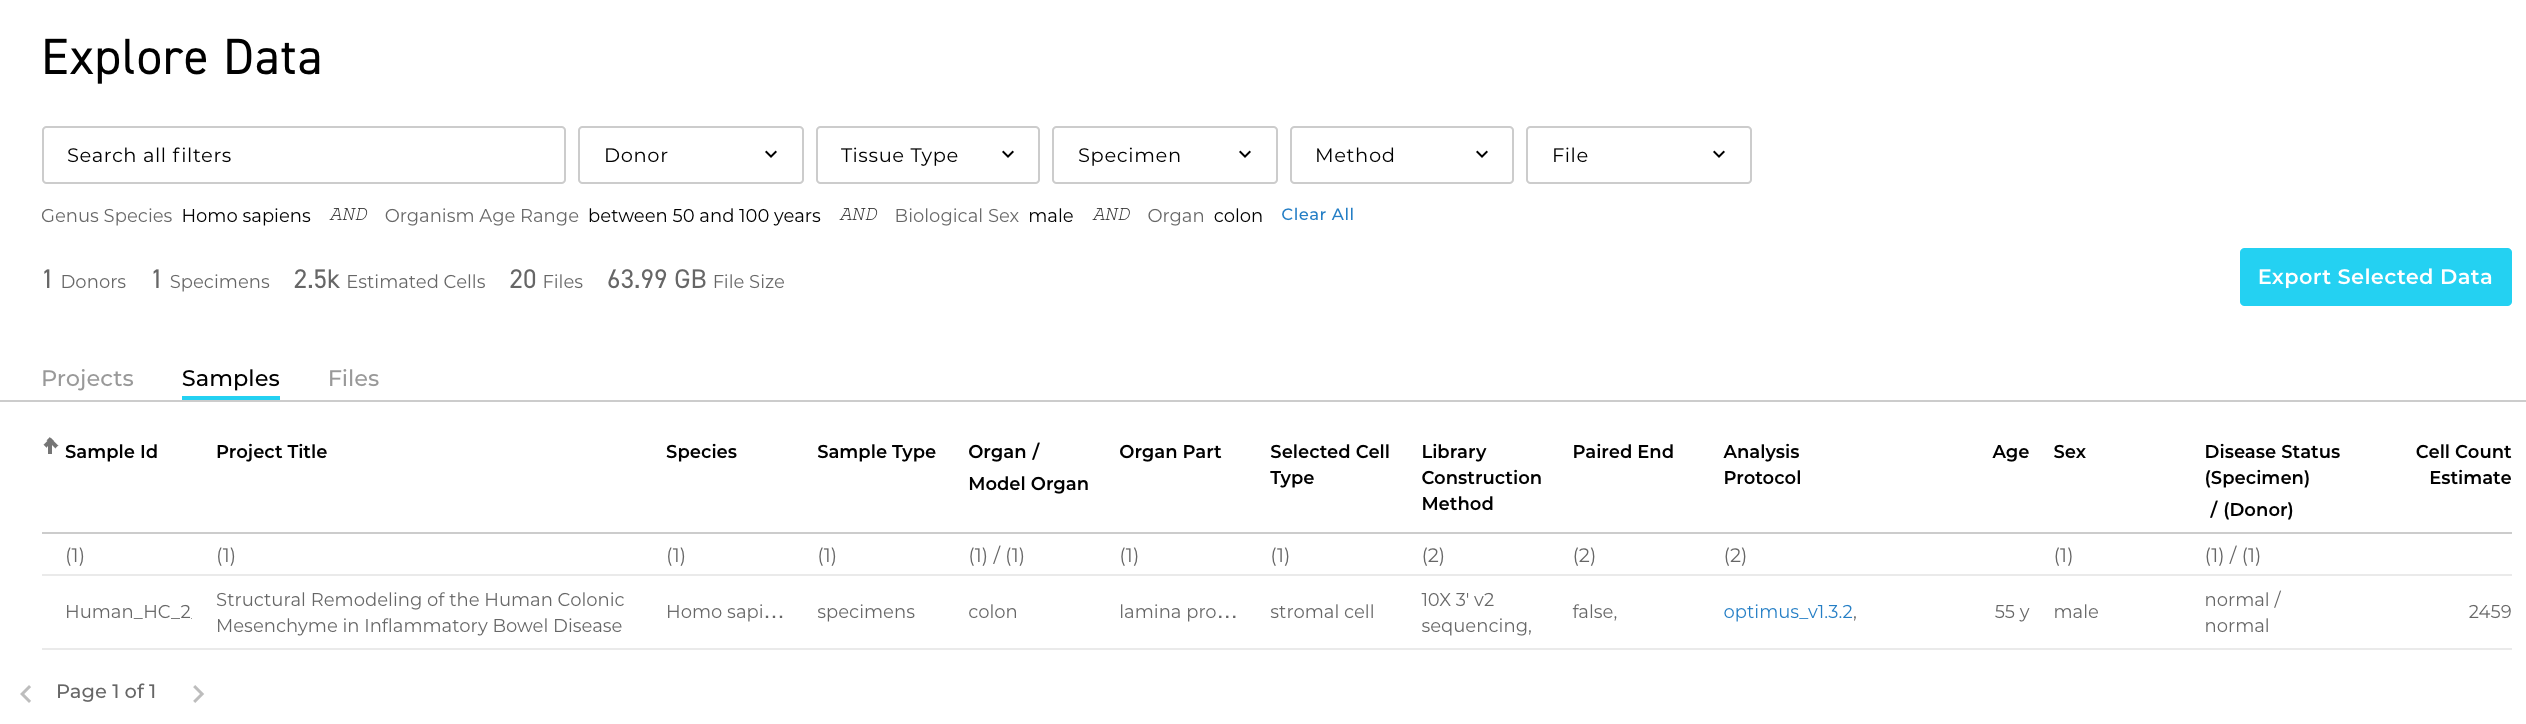 Explore Data
Search all filters Donor Tissue Type Specimen Method File
Genus Species Homo sapiens AND Organism Age Range between 50 and 100 years AND Biological Sex male AND Organ colon Clear All
1 Donors 1 Specimens 2.5k Estimated Cells 20 Files 63.99 GB File Size
Export Selected Data
Projects Samples Files
Sample Id
Project Title
Species
Sample Type
Organ /
Model Organ
Organ Part
Selected Cell
Type
Library
Construction
Method
Paired End
Analysis
Protocol
Age
Sex
Disease Status
(Specimen)
/ (Donor)
Cell Count
Estimate
(1) (1) (1) (1) (1) / (1) (1) (1) (2) (2) (2) (1) (1) / (1)
Human_HC_2
Structural Remodeling of the Human Colonic
Mesenchyme in Inflammatory Bowel Disease
Homo sapi...
specimens
colon
lamina pro...
stromal cell
10X 3' v2
sequencing,
false,
optimus_v1.3.2,
55 y
male
normal /
normal
2459
Page 1 of 1